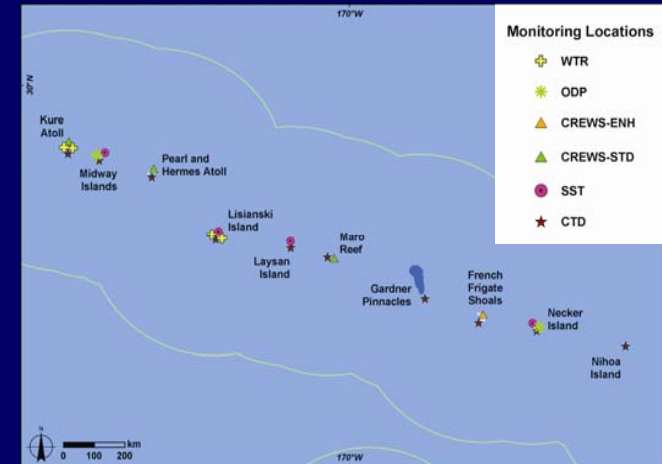 170°W
Monitoring Locations
WTR
ODP
CREWS-ENH
CREWS-STD
SST
CTD
30°N
Kure
Atoll
Midway
Islands
Pearl and
Hermes Atoll
Lisianski
Island
Laysan
Island
Maro
Reef
Gardner
Pinnacles
French
Frigate
Shoals
Necker
Island
Nihoa
Island
N
km
0 100 200
170°W